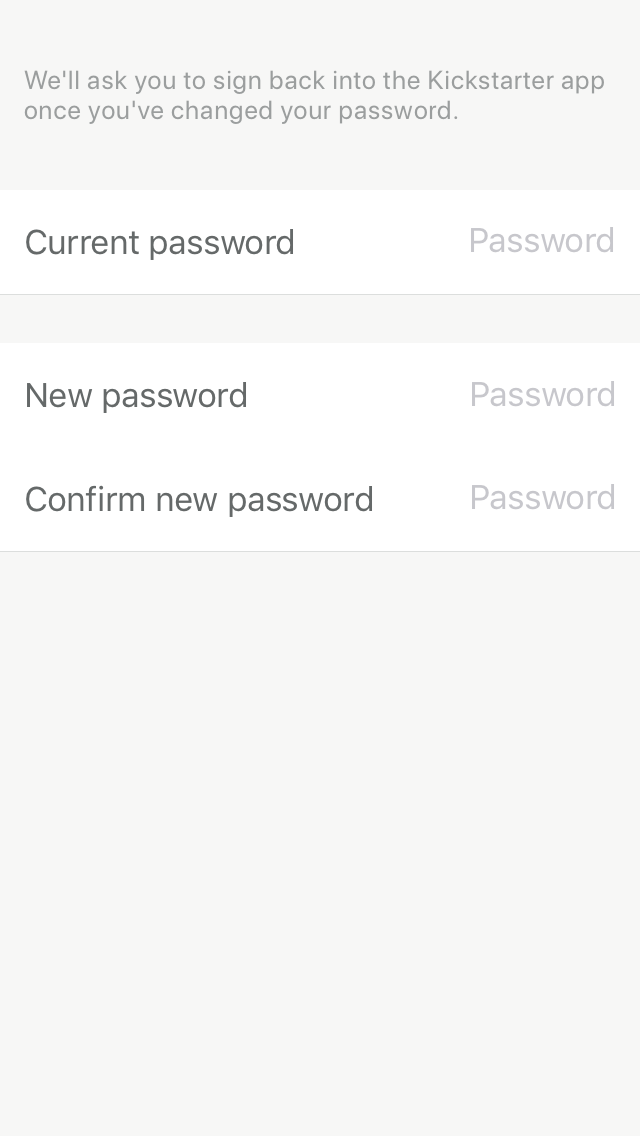 We'll ask you to sign back into the Kickstarter app
once you've changed your password.
Current password Password
New password Password
Confirm new password Password